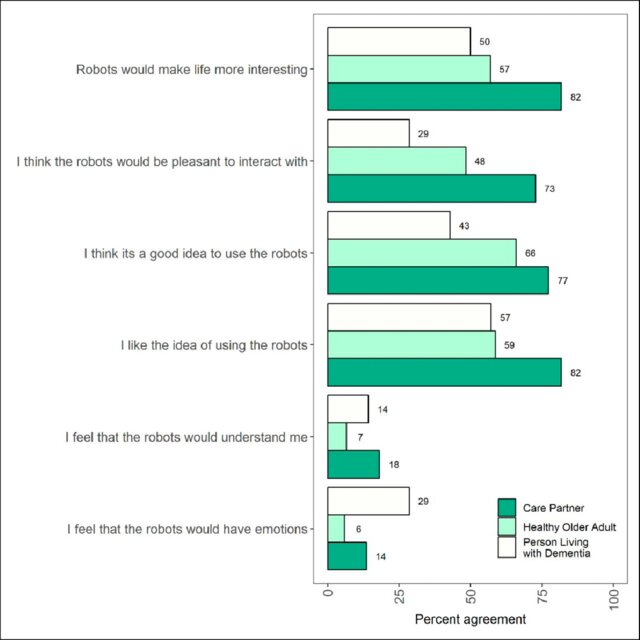 Robots would make life more interesting
50
57
82
I think the robots would be pleasant to interact with
29
48
73
I think its a good idea to use the robots
43
66
77
I like the idea of using the robots
57
59
82
I feel that the robots would understand me
14
7
18
I feel that the robots would have emotions
29
6
14
Care Partner
Healthy Older Adult
Person Living
with Dementia
0
25
50
75
100
Percent agreement